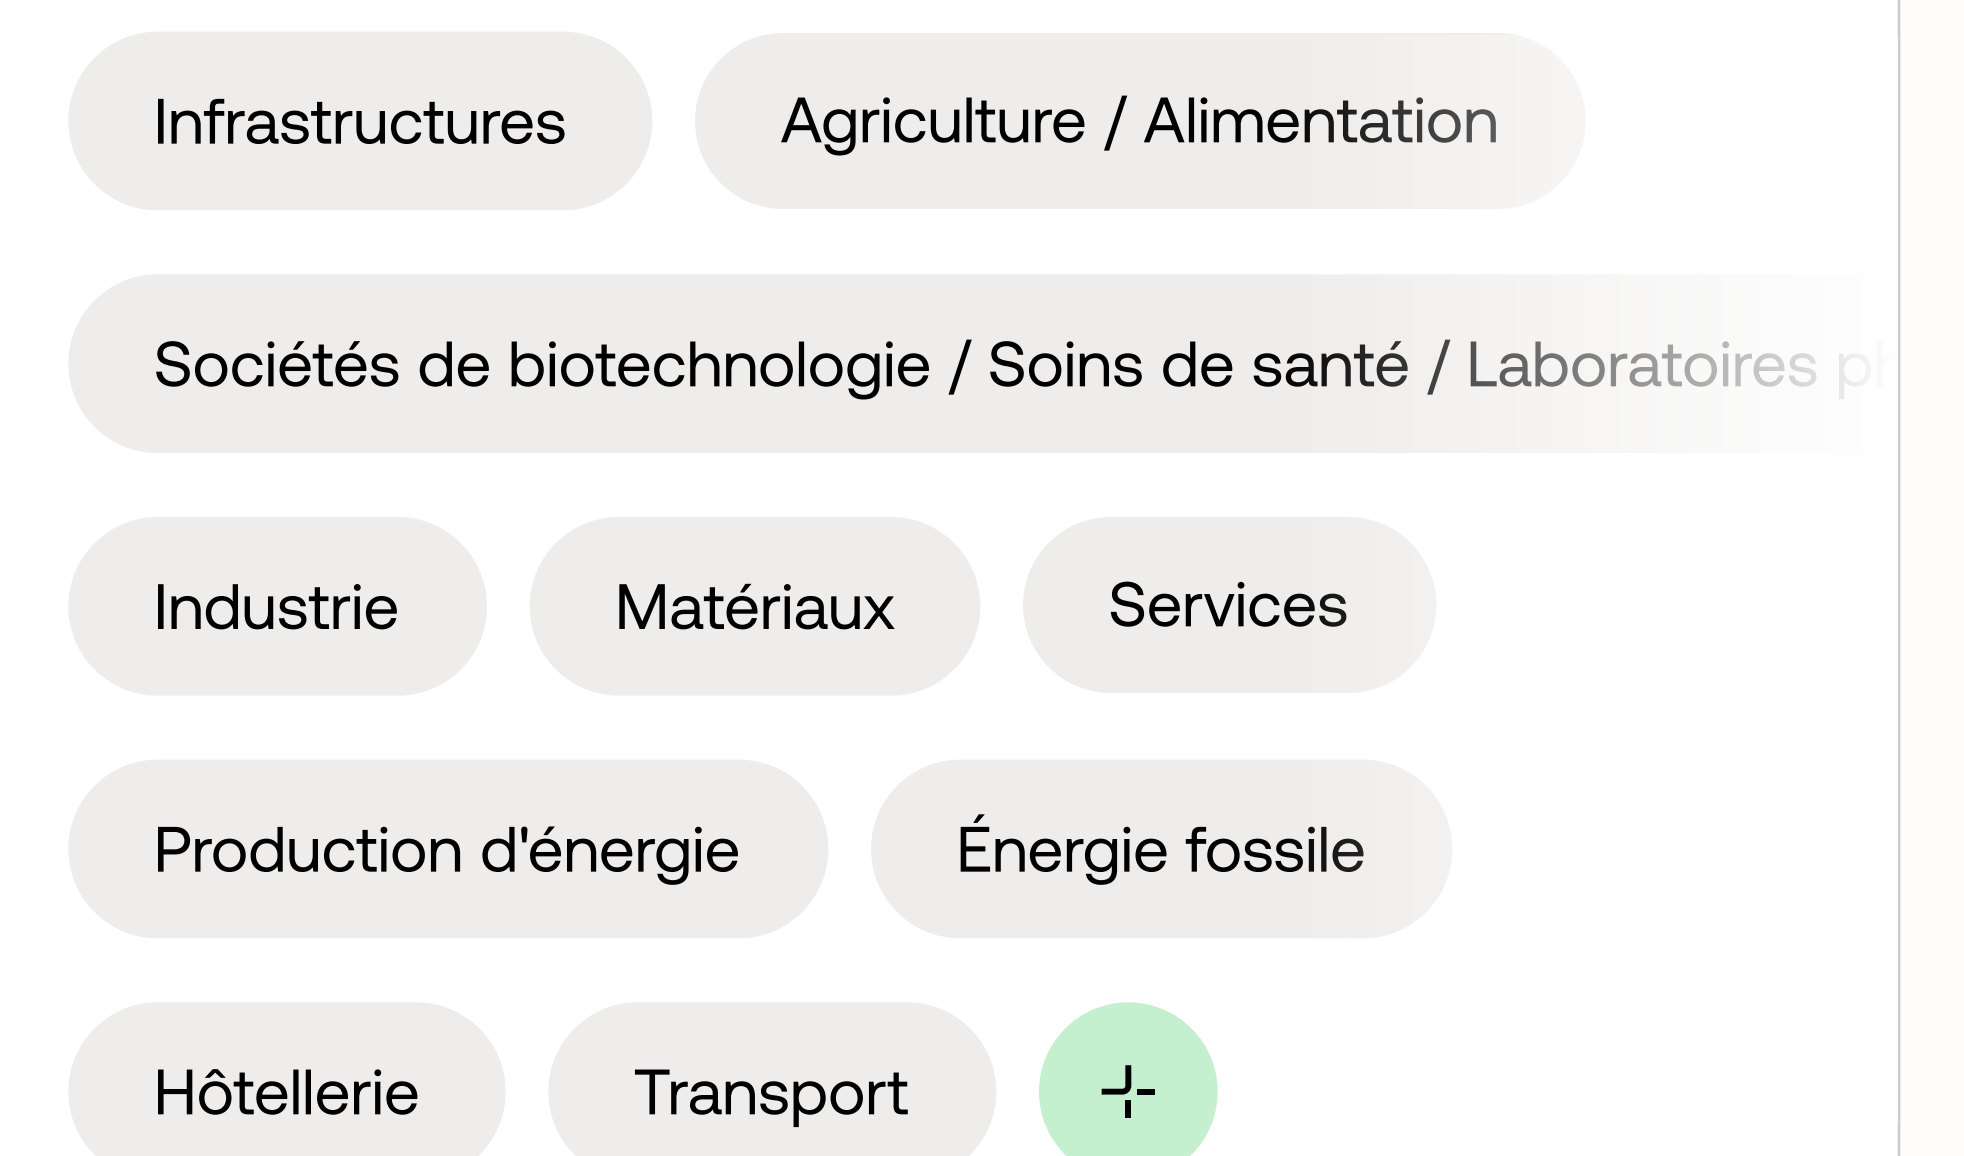 Infrastructures Agriculture / Alimentation
Sociétés de biotechnologie / Soins de santé / Laboratoires
Industrie Matériaux Services
Production d'énergie Énergie fossile
Hôtellerie Transport